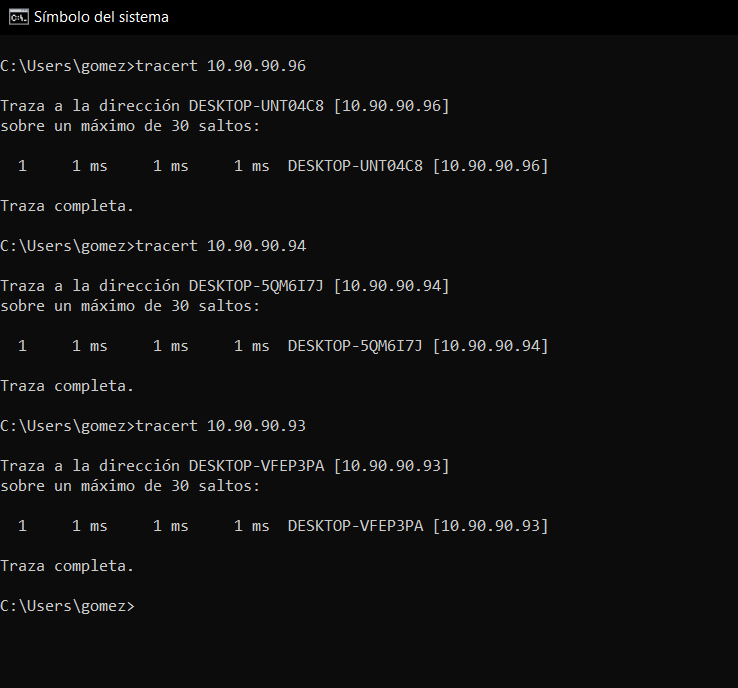 Símbolo del sistema
C:\Users\gomez>tracert 10.90.90.96
Traza a la dirección DESKTOP-UNT04C8 [10.90.90.96]
sobre un máximo de 30 saltos:
1 1 ms 1 ms 1 ms DESKTOP-UNT04C8 [10.90.90.96]
Traza completa.
C:\Users\gomez>tracert 10.90.90.94
Traza a la dirección DESKTOP-5QM6I7J [10.90.90.94]
sobre un máximo de 30 saltos:
1 1 ms 1 ms 1 ms DESKTOP-5QM6I7J [10.90.90.94]
Traza completa.
C:\Users\gomez>tracert 10.90.90.93
Traza a la dirección DESKTOP-VFEP3PA [10.90.90.93]
sobre un máximo de 30 saltos:
1 1 ms 1 ms 1 ms DESKTOP-VFEP3PA [10.90.90.93]
Traza completa.
C:\Users\gomez>